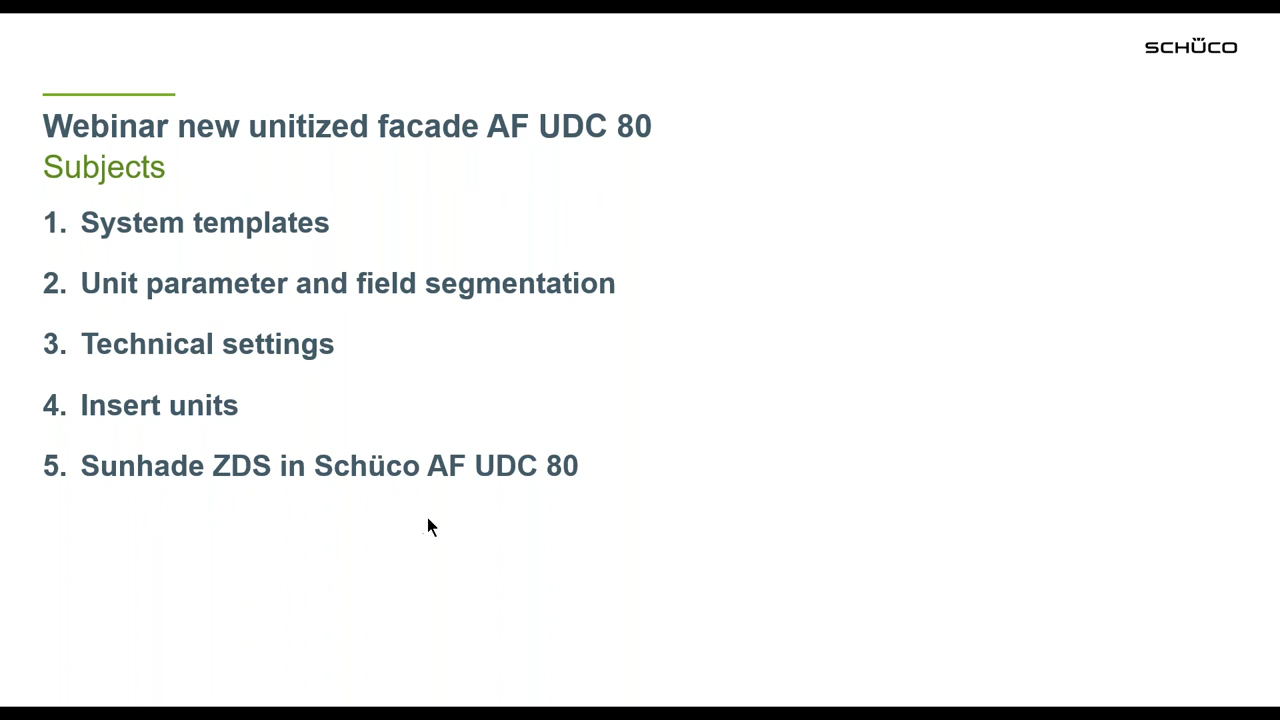 SCHÜCO
Webinar new unitized facade AF UDC 80
Subjects
1. System templates
2. Unit parameter and field segmentation
3. Technical settings
4. Insert units
5. Sunhade ZDS in Schüco AF UDC 80